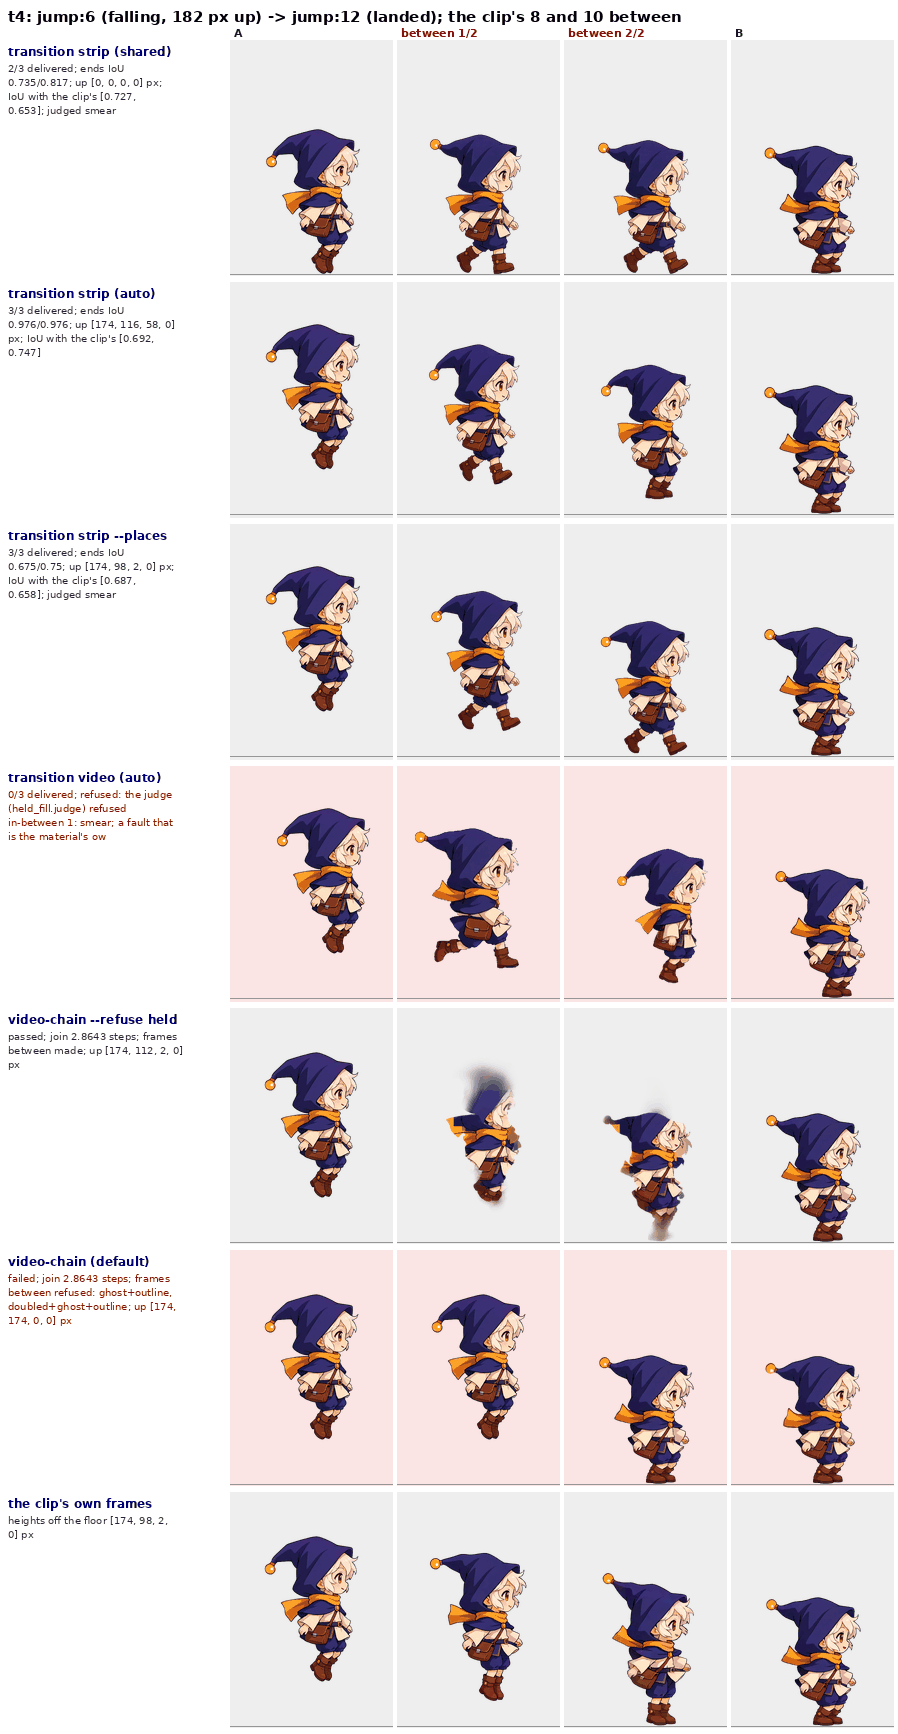 t4: jump:6 (falling, 182 px up) -> jump:12 (landed); the clip's 8 and 10 between
A
between 1/2
between 2/2
B
transition strip (shared)
2/3 delivered; ends IoU
0.735/0.817; up [0, 0, 0, 0] px;
IoU with the clip's [0.727,
0.653]; judged smear
transition strip (auto)
3/3 delivered; ends IoU
0.976/0.976; up [174, 116, 58, 0]
px; IoU with the clip's [0.692,
0.747]
transition strip --places
3/3 delivered; ends IoU
0.675/0.75; up [174, 98, 2, 0] px;
IoU with the clip's [0.687,
0.658]; judged smear
transition video (auto)
0/3 delivered; refused: the judge
(held_fill.judge) refused
in-between 1: smear; a fault that
is the material's ow
video-chain --refuse held
passed; join 2.8643 steps; frames
between made; up [174, 112, 2, 0]
px
video-chain (default)
failed; join 2.8643 steps; frames
between refused: ghost+outline,
doubled+ghost+outline; up [174,
174, 0, 0] px
the clip's own frames
heights off the floor [174, 98, 2,
0] px